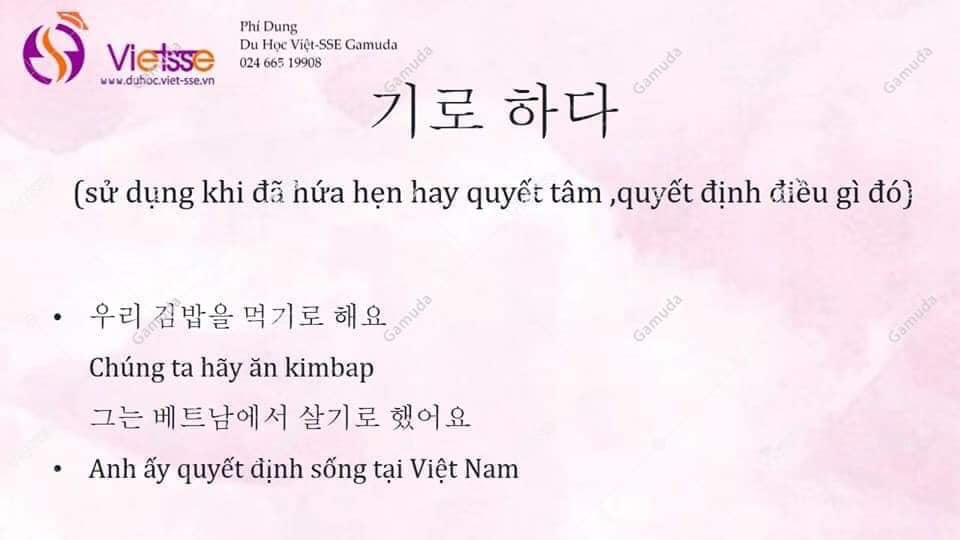 Vietsse
www.duhoc.viet-sse.vn
Phí Dung
Du Học Việt-SSE Gamuda
024 665 19908
기로 하다
(sử dụng khi đã hứa hẹn hay quyết tâm ,quyết định điều gì đó)
• 우리 김밥을 먹기로 해요
Chúng ta hãy ăn kimbap
그는 베트남에서 살기로 했어요
• Anh ấy quyết định sống tại Việt Nam
Gamuda
Gamuda
Gamuda
Gamuda
Gamuda
Gamuda
Gamuda